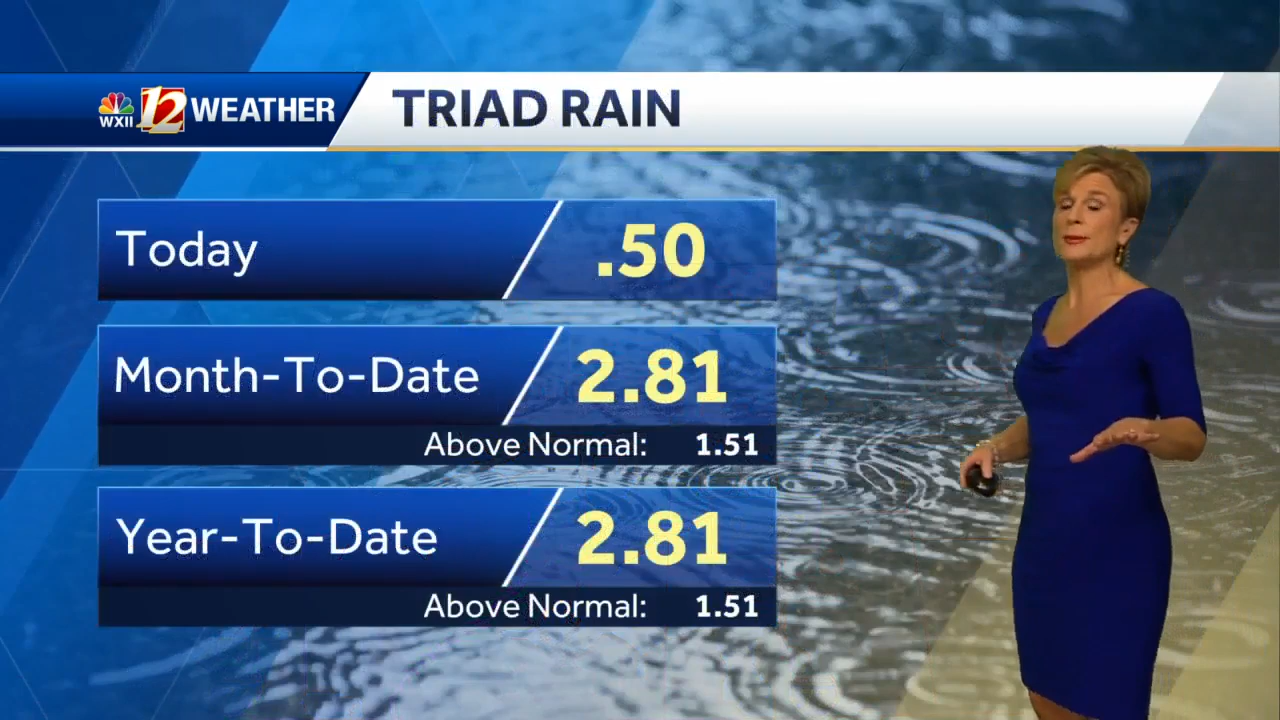 WXII 12 WEATHER
TRIAD RAIN
Today .50
Month-To-Date 2.81
Above Normal: 1.51
Year-To-Date 2.81
Above Normal: 1.51